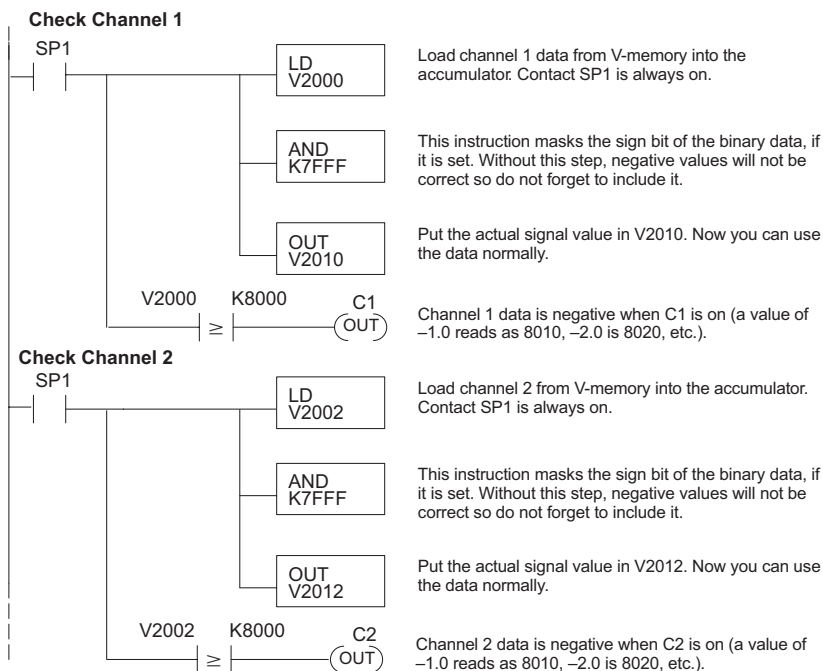 Check Channel 1
SP1
LD
V2000
Load channel 1 data from V-memory into the
accumulator. Contact SP1 is always on.
AND
K7FFF
This instruction masks the sign bit of the binary data, if
it is set. Without this step, negative values will not be
correct so do not forget to include it.
OUT
V2010
Put the actual signal value in V2010. Now you can use
the data normally.
V2000 K8000 C1
≥ OUT
Channel 1 data is negative when C1 is on (a value of
–1.0 reads as 8010, –2.0 is 8020, etc.).
Check Channel 2
SP1
LD
V2002
Load channel 2 from V-memory into the accumulator.
Contact SP1 is always on.
AND
K7FFF
This instruction masks the sign bit of the binary data, if
it is set. Without this step, negative values will not be
correct so do not forget to include it.
OUT
V2012
Put the actual signal value in V2012. Now you can use
the data normally.
V2002 K8000 C2
≥ OUT
Channel 2 data is negative when C2 is on (a value of
–1.0 reads as 8010, –2.0 is 8020, etc.).